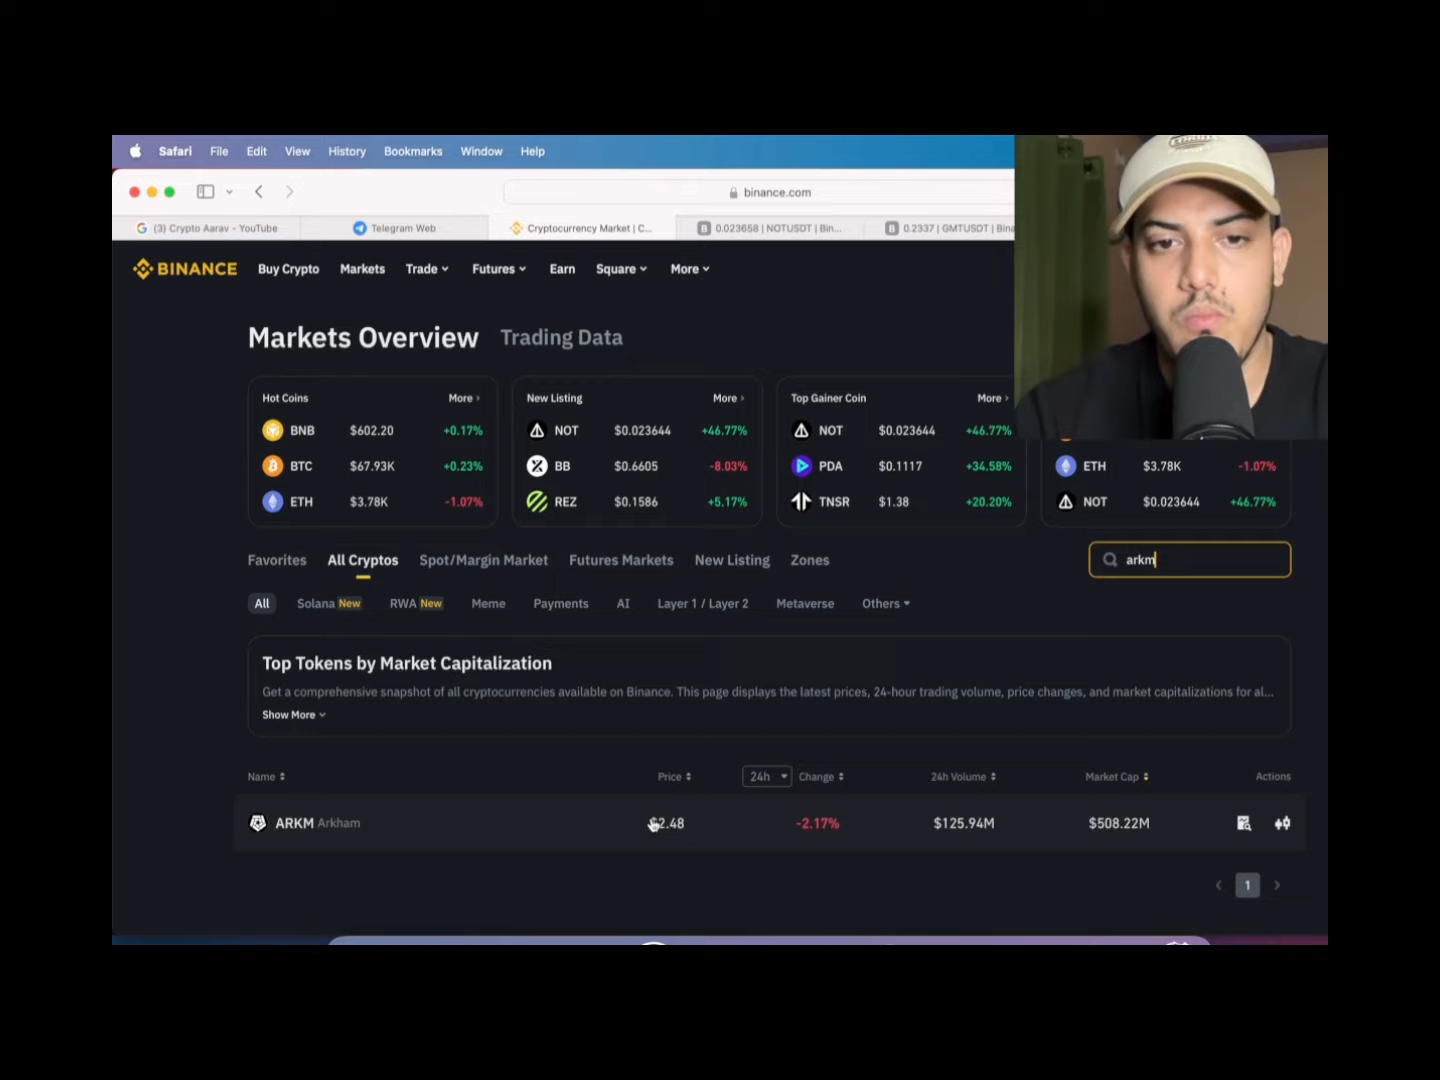 Safari File Edit View History Bookmarks Window Help
binance.com
(3) Crypto Aarav - YouTube Telegram Web Cryptocurrency Market | C... 0.023658 | NOTUSDT | Bin... 0.2337 | GMTUSDT | Bina
BINANCE Buy Crypto Markets Trade Futures Earn Square More
Markets Overview Trading Data
Hot Coins More
BNB $602.20 +0.17%
BTC $67.93K +0.23%
ETH $3.78K -1.07%
New Listing More
NOT $0.023644 +46.77%
BB $0.6605 -8.03%
REZ $0.1586 +5.17%
Top Gainer Coin More
NOT $0.023644 +46.77%
PDA $0.1117 +34.58%
TNSR $1.38 +20.20%
ETH $3.78K -1.07%
NOT $0.023644 +46.77%
Favorites All Cryptos Spot/Margin Market Futures Markets New Listing Zones arkm
All Solana New RWA New Meme Payments AI Layer 1 / Layer 2 Metaverse Others
Top Tokens by Market Capitalization
Get a comprehensive snapshot of all cryptocurrencies available on Binance. This page displays the latest prices, 24-hour trading volume, price changes, and market capitalizations for al...
Show More
Name Price 24h Change 24h Volume Market Cap Actions
ARKM Arkham $2.48 -2.17% $125.94M $508.22M
1